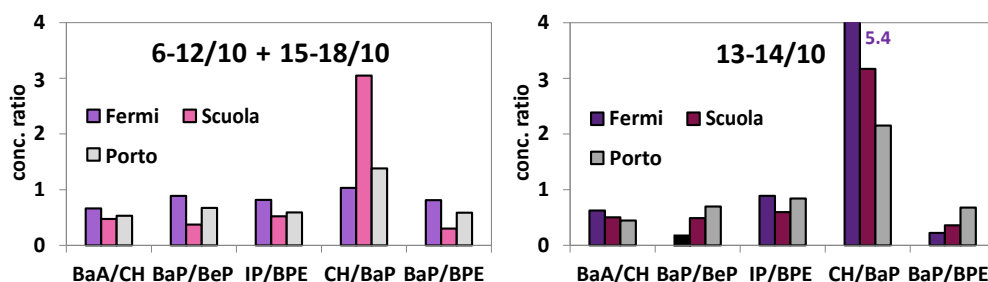 4
3
2
1
0
conc. ratio
6-12/10 + 15-18/10
Fermi Scuola
Porto
BaA/CH BaP/BeP IP/BPE CH/BaP BaP/BPE
4
3
2
1
0
conc. ratio
13-14/10
5.4
Fermi Scuola
Porto
BaA/CH BaP/BeP IP/BPE CH/BaP BaP/BPE